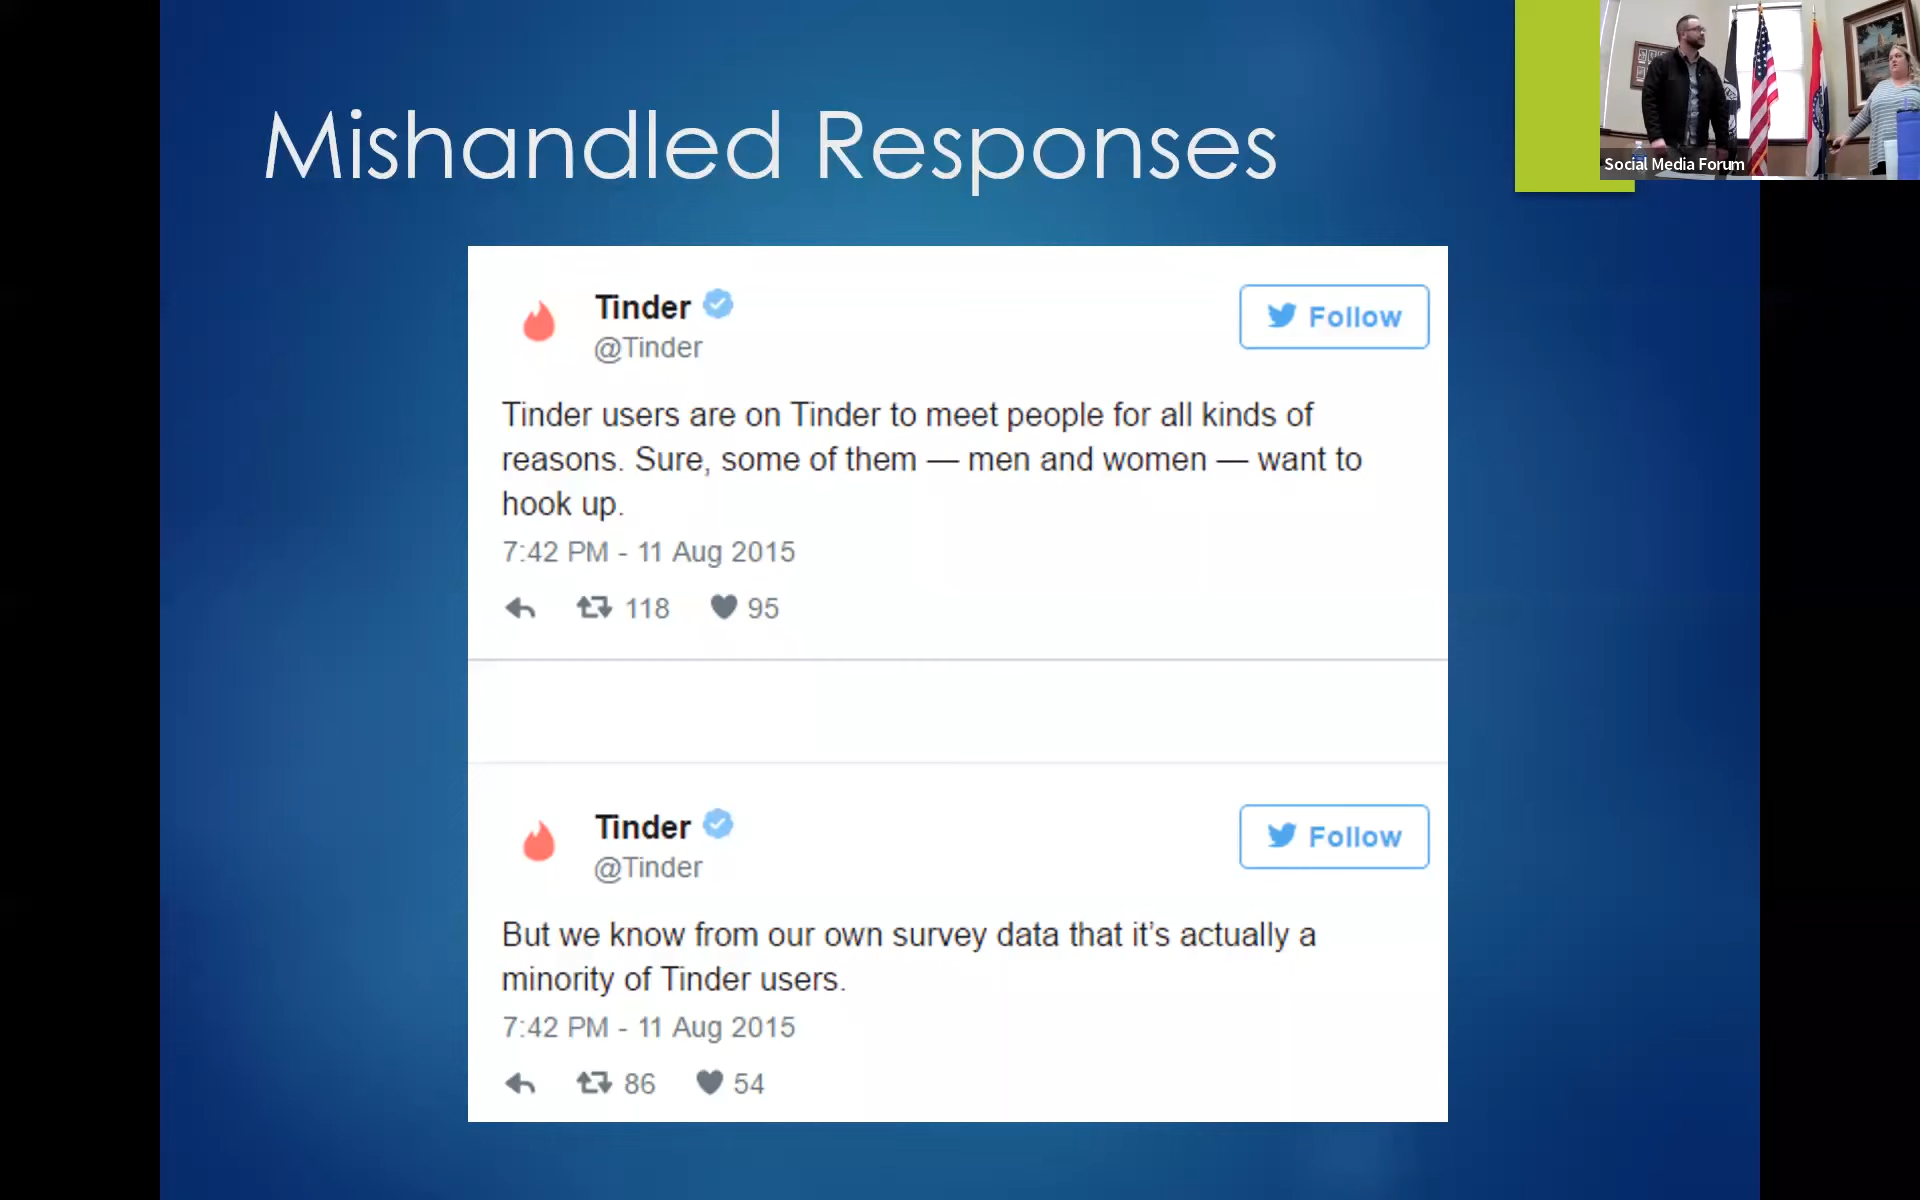 Mishandled Responses
Social Media Forum
Tinder
@Tinder
Follow
Tinder users are on Tinder to meet people for all kinds of
reasons. Sure, some of them — men and women — want to
hook up.
7:42 PM - 11 Aug 2015
118 95
Tinder
@Tinder
Follow
But we know from our own survey data that it’s actually a
minority of Tinder users.
7:42 PM - 11 Aug 2015
86 54